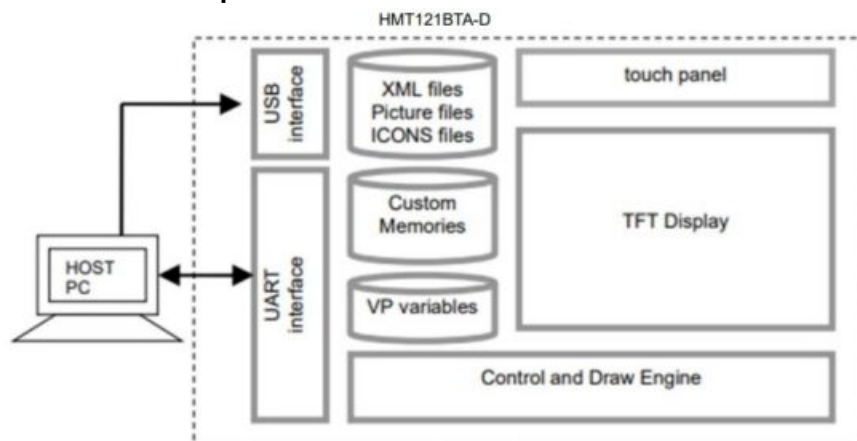 HMT121BTA-D
USB
interface
XML files
Picture files
ICONS files
touch panel
Custom
Memories
TFT Display
HOST
PC
UART
interface
VP variables
Control and Draw Engine